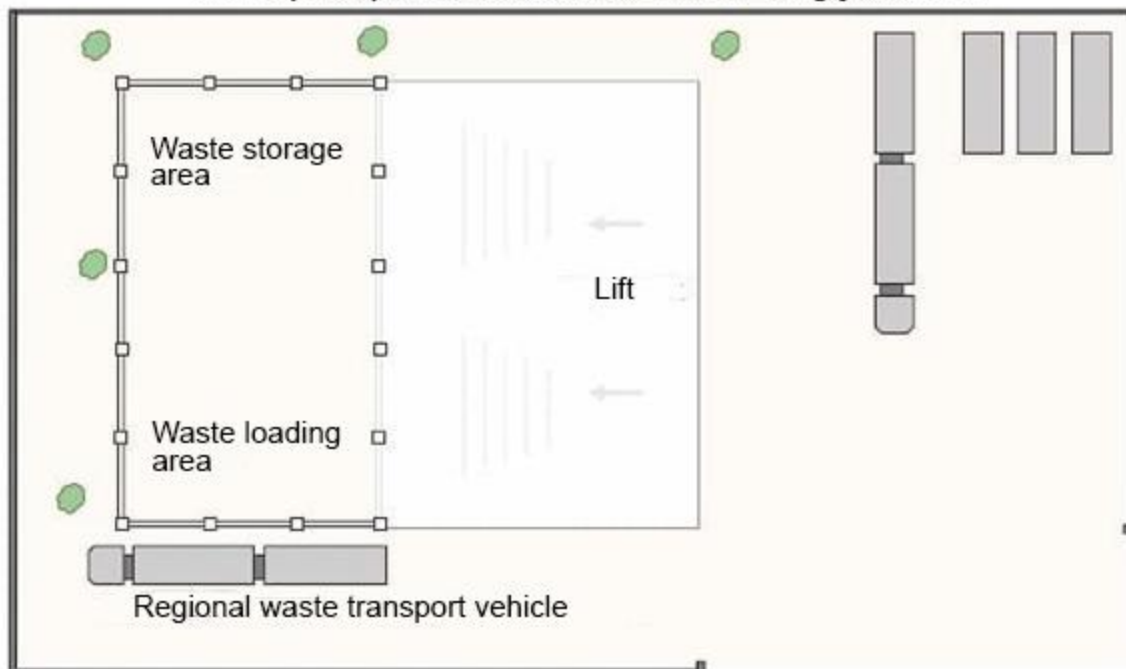 Waste storage
area
Lift
Waste loading
area
Regional waste transport vehicle